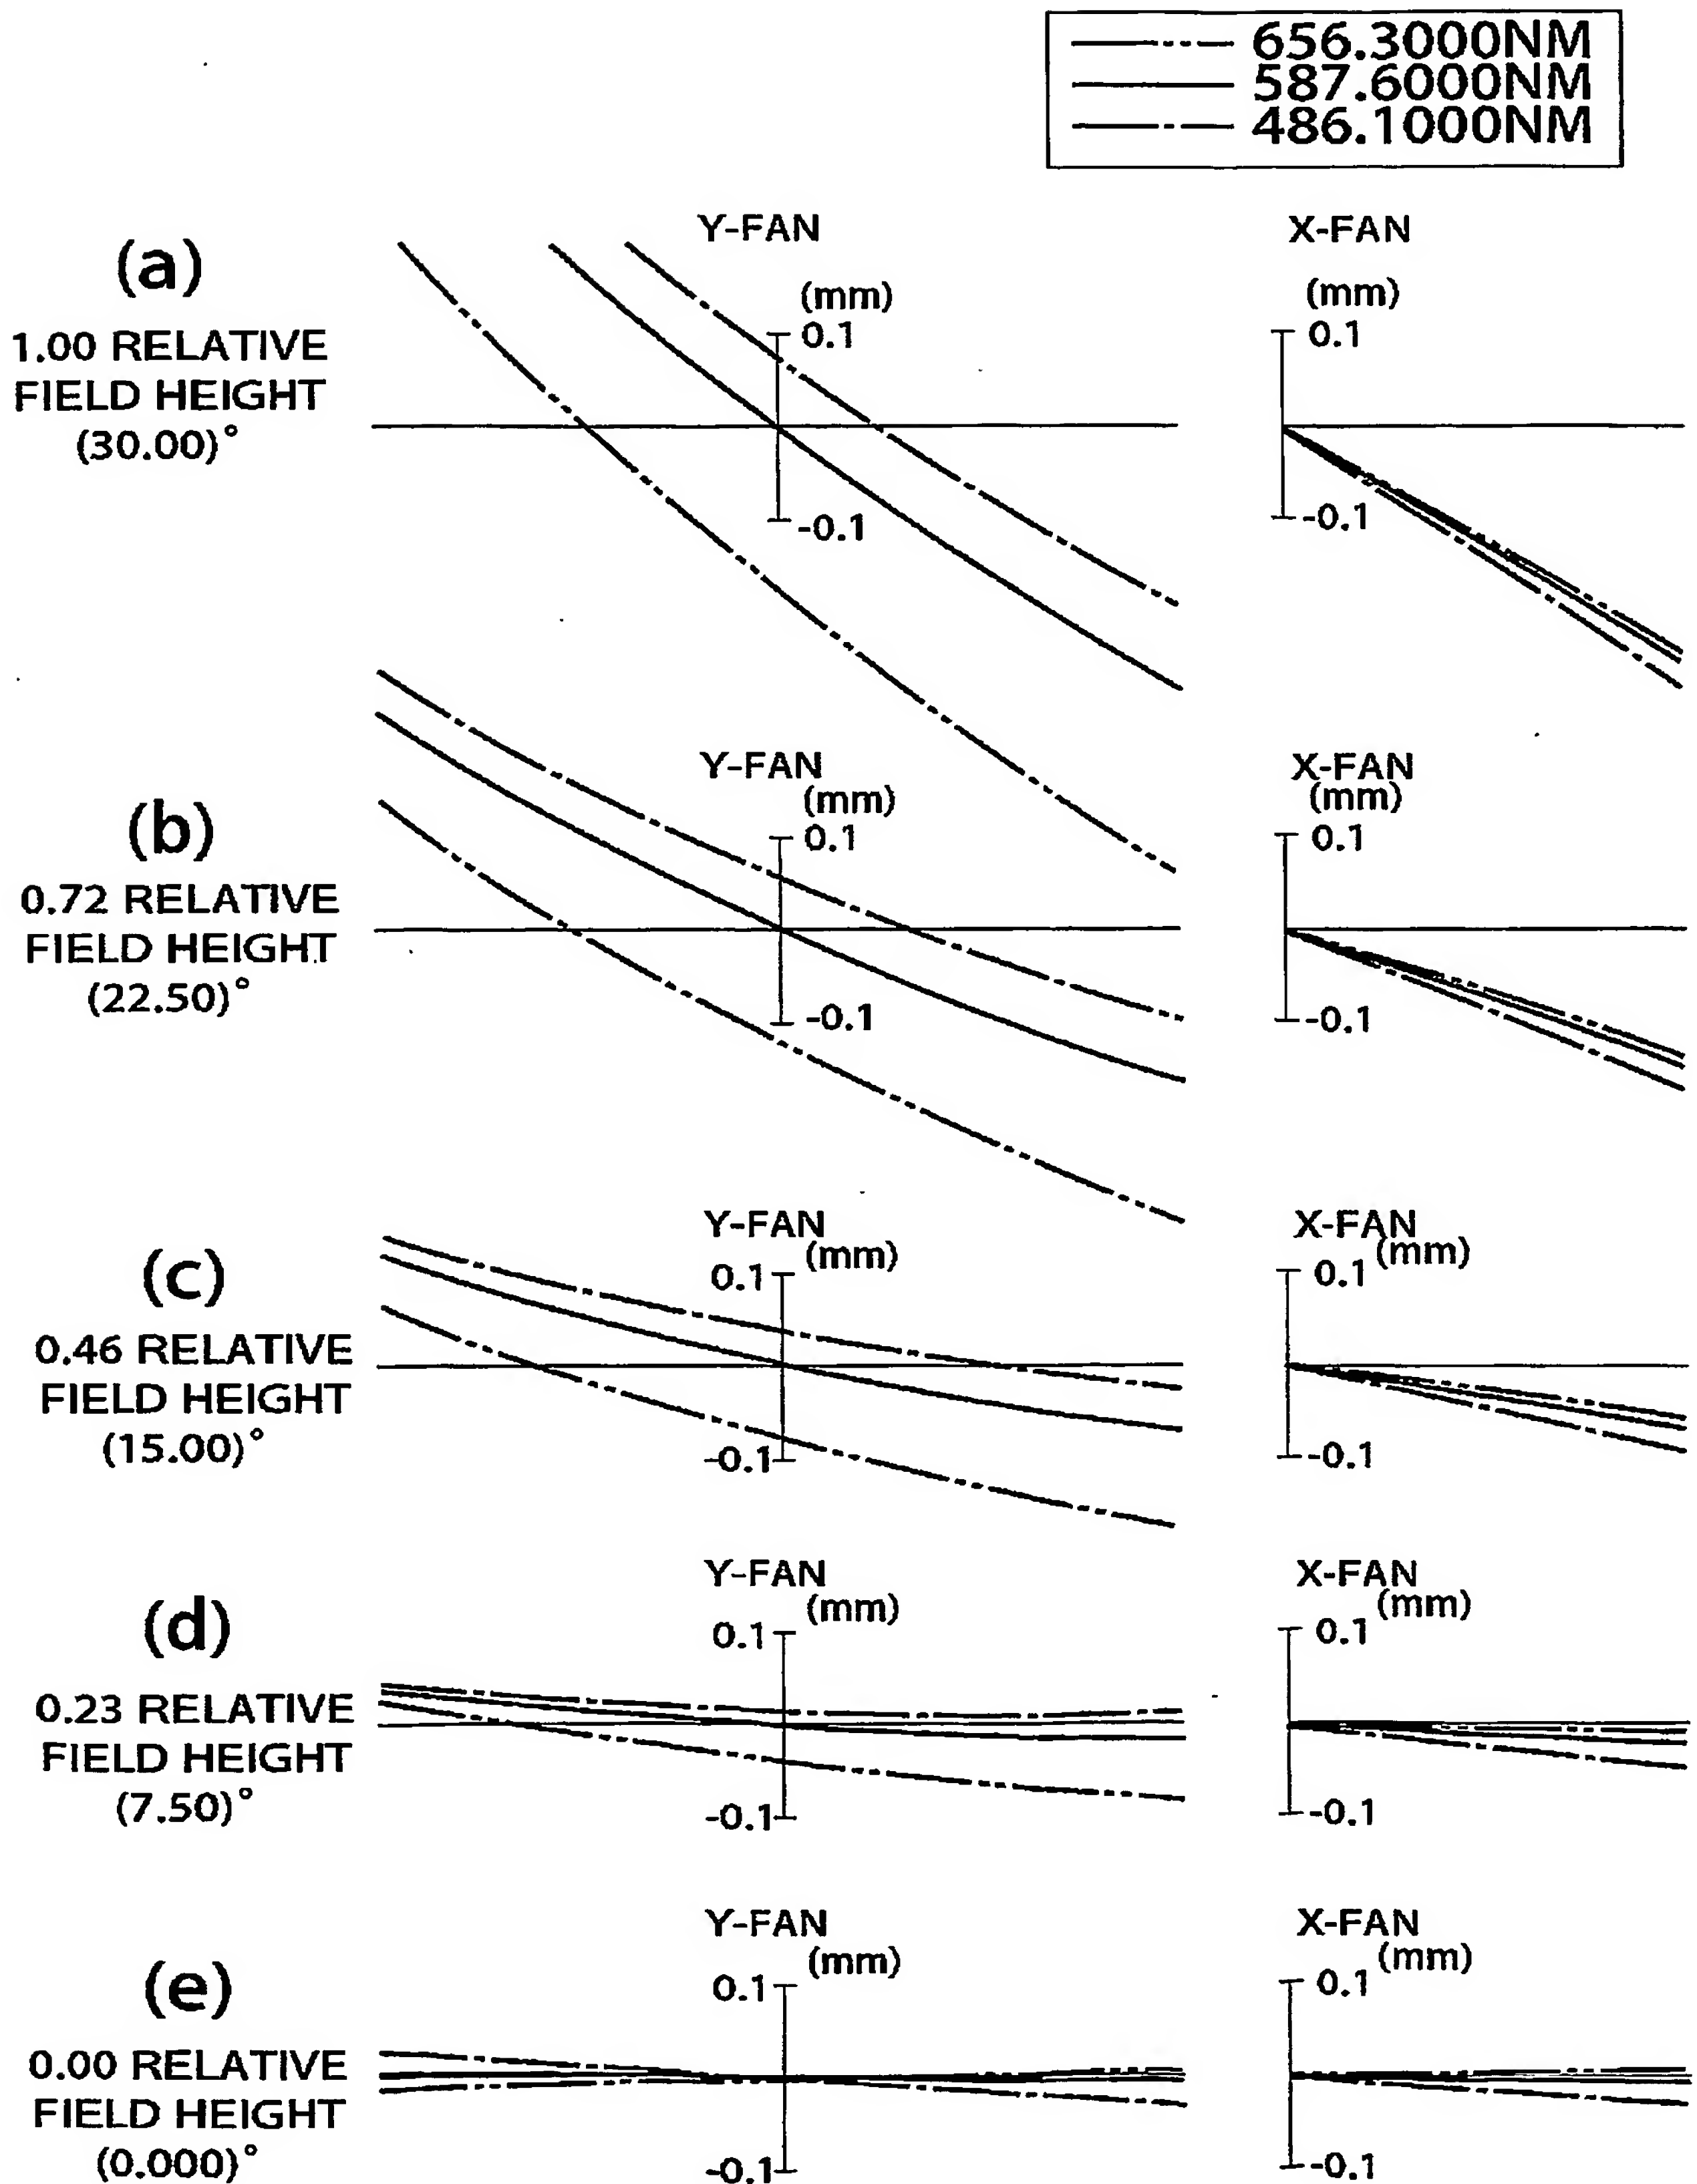 656.3000NM
587.6000NM
486.1000NM
(a)
1.00 RELATIVE
FIELD HEIGHT
(30.00)°
Y-FAN
(mm)
0.1
-0.1
X-FAN
(mm)
0.1
-0.1
(b)
0.72 RELATIVE
FIELD HEIGHT
(22.50)°
Y-FAN
(mm)
0.1
-0.1
X-FAN
(mm)
0.1
-0.1
(c)
0.46 RELATIVE
FIELD HEIGHT
(15.00)°
Y-FAN
(mm)
0.1
-0.1
X-FAN
(mm)
0.1
-0.1
(d)
0.23 RELATIVE
FIELD HEIGHT
(7.50)°
Y-FAN
(mm)
0.1
-0.1
X-FAN
(mm)
0.1
-0.1
(e)
0.00 RELATIVE
FIELD HEIGHT
(0.000)°
Y-FAN
(mm)
0.1
-0.1
X-FAN
(mm)
0.1
-0.1